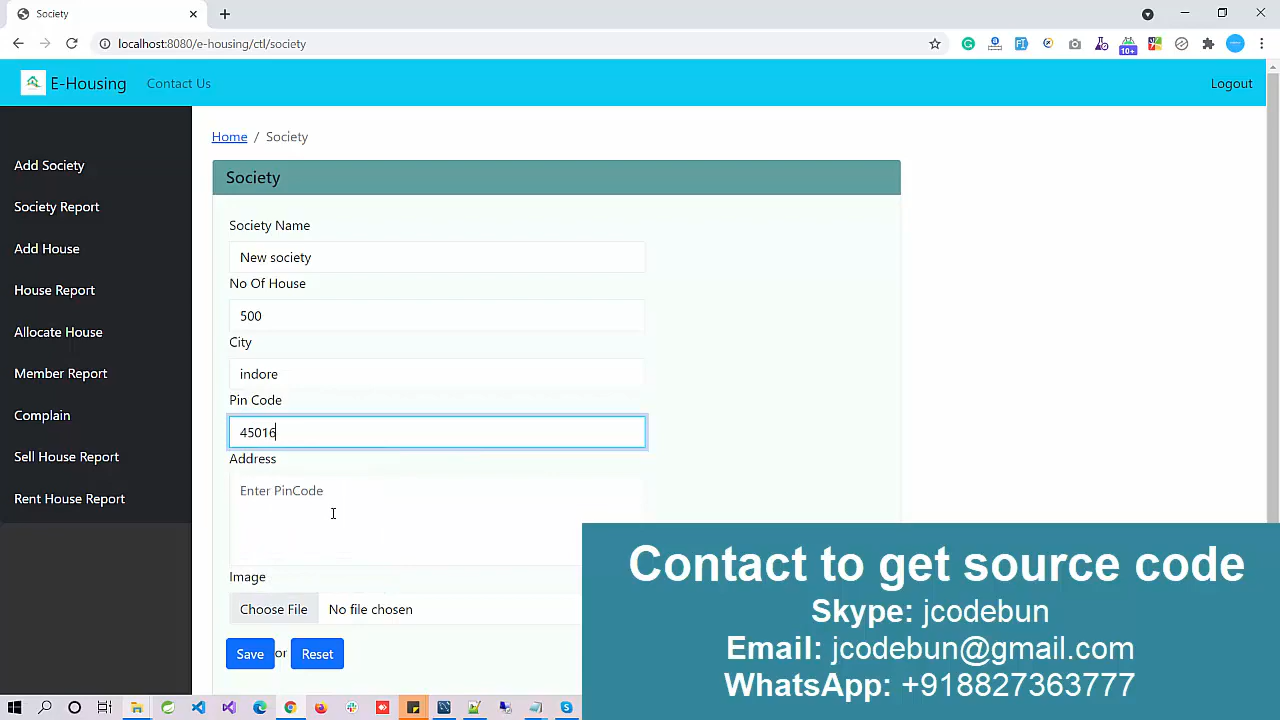 Society
localhost:8080/e-housing/ctl/society
10+
E-Housing
Contact Us
Logout
Home / Society
Add Society
Society Report
Add House
House Report
Allocate House
Member Report
Complain
Sell House Report
Rent House Report
Society
Society Name
New society
No Of House
500
City
indore
Pin Code
45016
Address
Enter PinCode
Image
Choose File No file chosen
Save or Reset
Contact to get source code
Skype: jcodebun
Email: jcodebun@gmail.com
WhatsApp: +918827363777